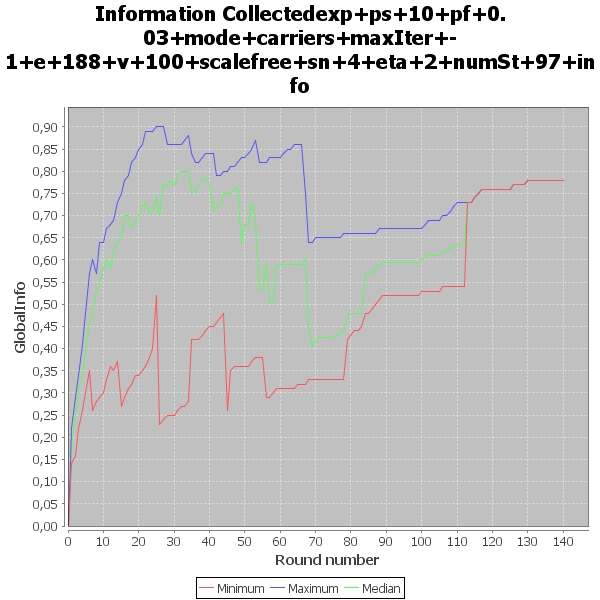 Information Collectedexp+ps+10+pf+0.
03+mode+carriers+maxIter+-
1+e+188+v+100+scalefree+sn+4+eta+2+numSt+97+in
fo
GlobalInfo
0,90
0,85
0,80
0,75
0,70
0,65
0,60
0,55
0,50
0,45
0,40
0,35
0,30
0,25
0,20
0,15
0,10
0,05
0,00
0 10 20 30 40 50 60 70 80 90 100 110 120 130 140
Round number
Minimum Maximum Median